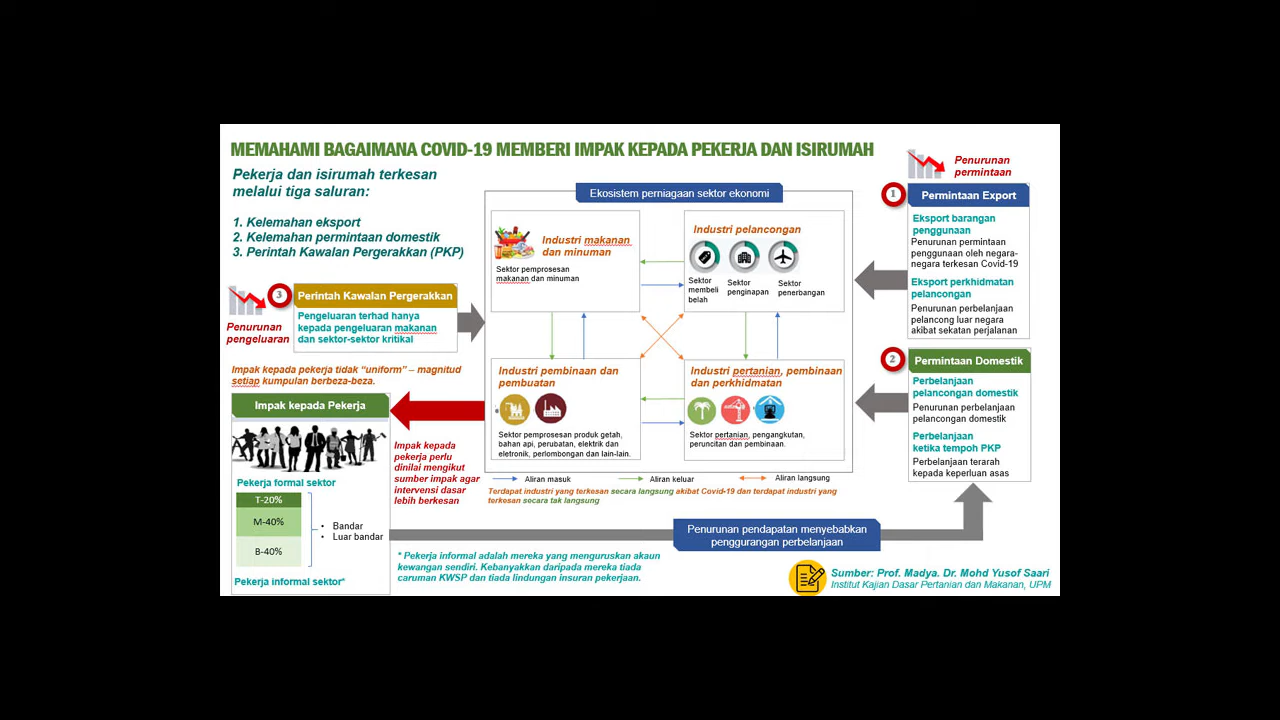 MEMAHAMI BAGAIMANA COVID-19 MEMBERI IMPAK KEPADA PEKERJA DAN ISIRUMAH
Pekerja dan isirumah terkesan
melalui tiga saluran:
1. Kelemahan eksport
2. Kelemahan permintaan domestik
3. Perintah Kawalan Pergerakkan (PKP)
3
Perintah Kawalan Pergerakkan
Penurunan
pengeluaran
Pengeluaran terhad hanya
kepada pengeluaran makanan
dan sektor-sektor kritikal
Impak kepada pekerja tidak “uniform” – magnitud
setiap kumpulan berbeza-beza.
Impak kepada Pekerja
Pekerja formal sektor
T-20%
M-40%
B-40%
• Bandar
• Luar bandar
Pekerja informal sektor*
Impak kepada
pekerja perlu
dinilai mengikut
sumber impak agar
intervensi dasar
lebih berkesan
Ekosistem perniagaan sektor ekonomi
Industri makanan
dan minuman
Sektor pemprosesan
makanan dan minuman
Industri pelancongan
Sektor
membeli
belah
Sektor
penginapan
Sektor
penerbangan
Industri pembinaan dan
pembuatan
Sektor pemprosesan produk getah,
bahan api, perubatan, elektrik dan
eletronik, perlombongan dan lain-lain.
Industri pertanian, pembinaan
dan perkhidmatan
Sektor pertanian, pengangkutan,
peruncitan dan pembinaan.
Aliran masuk
Aliran keluar
Aliran langsung
Terdapat industri yang terkesan secara langsung akibat Covid-19 dan terdapat industri yang
terkesan secara tak langsung
Penurunan
permintaan
1
Permintaan Export
Eksport barangan
penggunaan
Penurunan permintaan
penggunaan oleh negara-
negara terkesan Covid-19
Eksport perkhidmatan
pelancongan
Penurunan perbelanjaan
pelancong luar negara
akibat sekatan perjalanan
2
Permintaan Domestik
Perbelanjaan
pelancongan domestik
Penurunan perbelanjaan
pelancongan domestik
Perbelanjaan
ketika tempoh PKP
Perbelanjaan terarah
kepada keperluan asas
Penurunan pendapatan menyebabkan
penggurangan perbelanjaan
* Pekerja informal adalah mereka yang menguruskan akaun
kewangan sendiri. Kebanyakkan daripada mereka tiada
caruman KWSP dan tiada lindungan insuran pekerjaan.
Sumber: Prof. Madya. Dr. Mohd Yusof Saari
Institut Kajian Dasar Pertanian dan Makanan, UPM